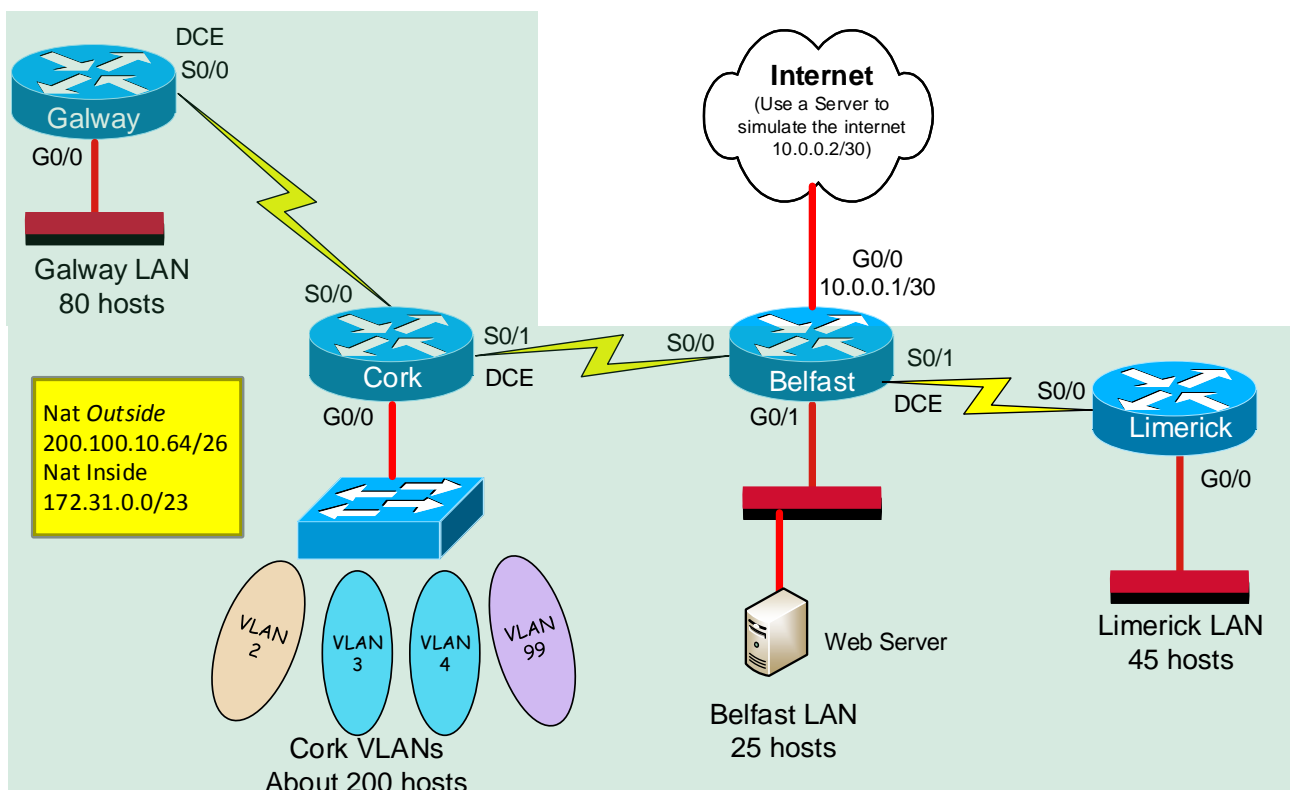 DCE
S0/0
Galway
G0/0
Galway LAN
80 hosts
Internet
(Use a Server to
simulate the internet
10.0.0.2/30)
G0/0
10.0.0.1/30
S0/0
S0/1
DCE
Cork
G0/0
S0/0
Belfast
G0/1
S0/1
DCE
S0/0
Limerick
G0/0
Nat Outside
200.100.10.64/26
Nat Inside
172.31.0.0/23
VLAN
2
VLAN
3
VLAN
4
VLAN
99
Cork VLANs
About 200 hosts
Web Server
Belfast LAN
25 hosts
Limerick LAN
45 hosts